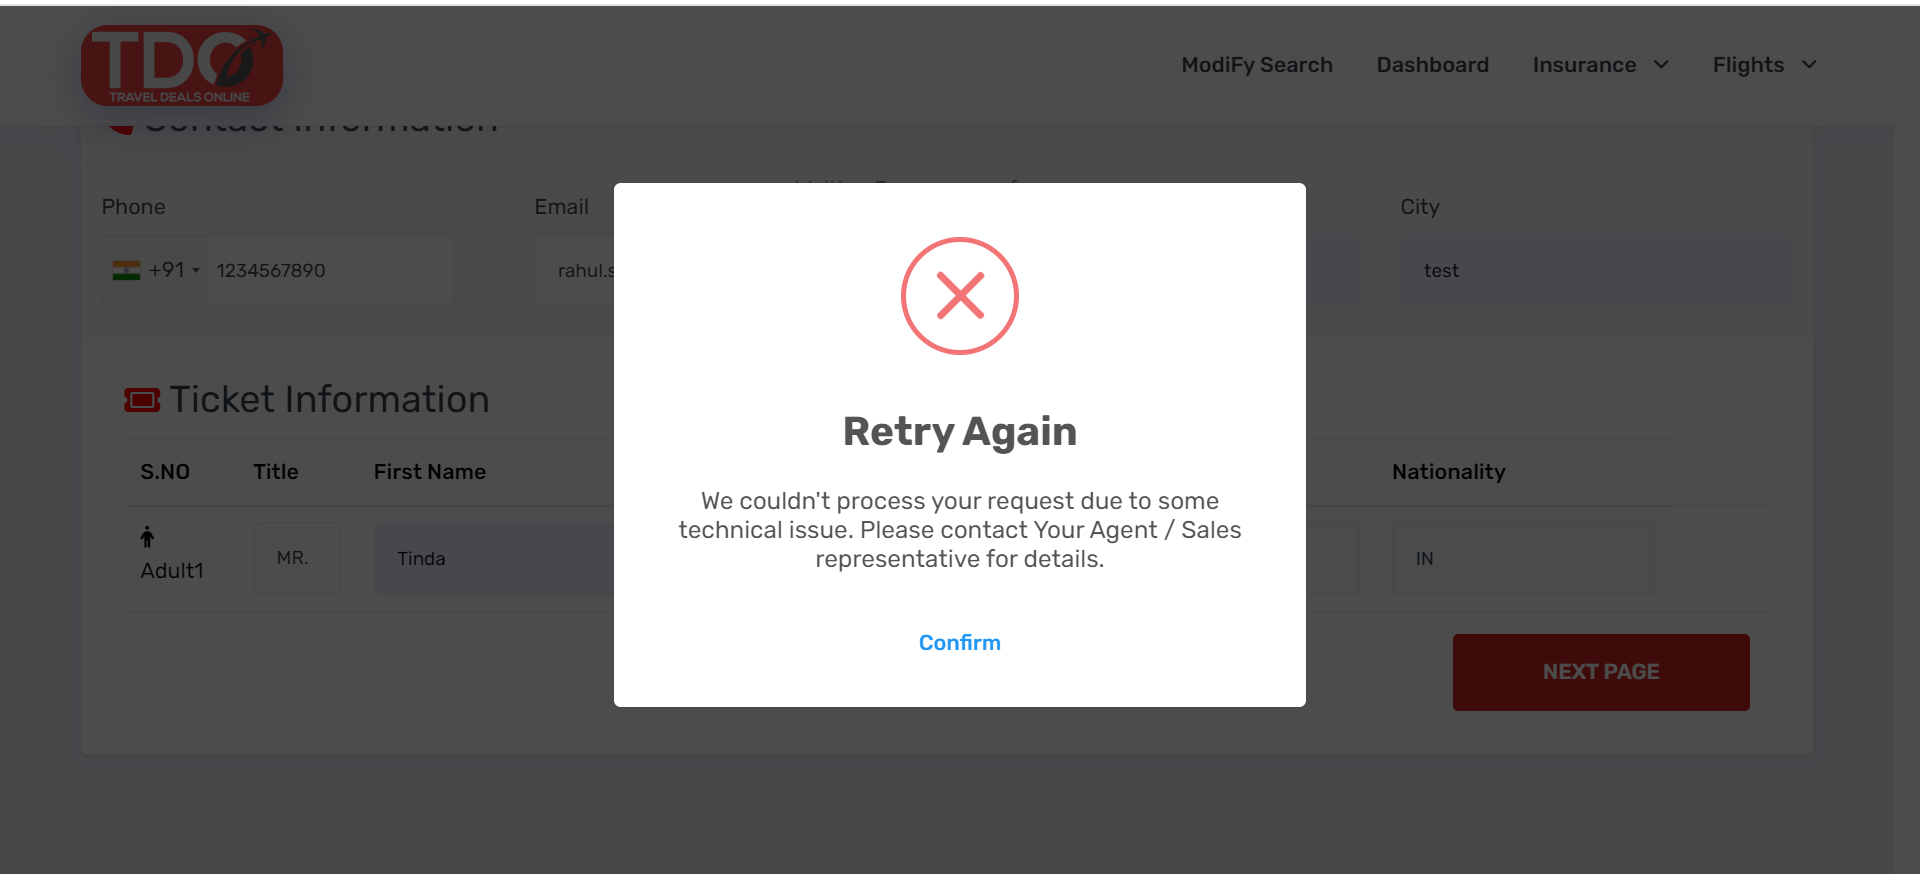 TDO
TRAVEL DEALS ONLINE
ModiFy Search
Dashboard
Insurance
Flights
Contact Information
Phone
Email
City
+91
1234567890
rahul.s
test
Ticket Information
S.NO
Title
First Name
Nationality
Adult1
MR.
Tinda
IN
Retry Again
We couldn't process your request due to some
technical issue. Please contact Your Agent / Sales
representative for details.
Confirm
NEXT PAGE